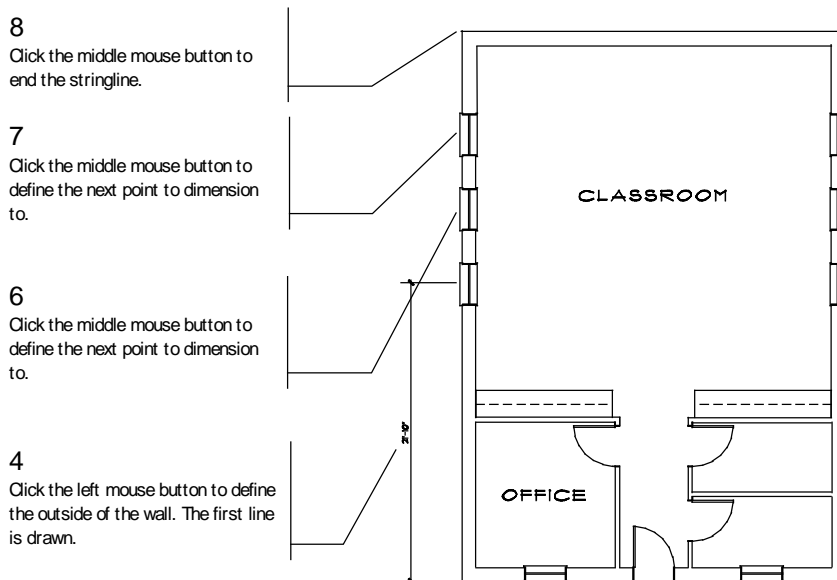 8
Click the middle mouse button to
end the stringline.
7
Click the middle mouse button to
define the next point to dimension
to.
6
Click the middle mouse button to
define the next point to dimension
to.
4
Click the left mouse button to define
the outside of the wall. The first line
is drawn.
CLASSROOM
OFFICE